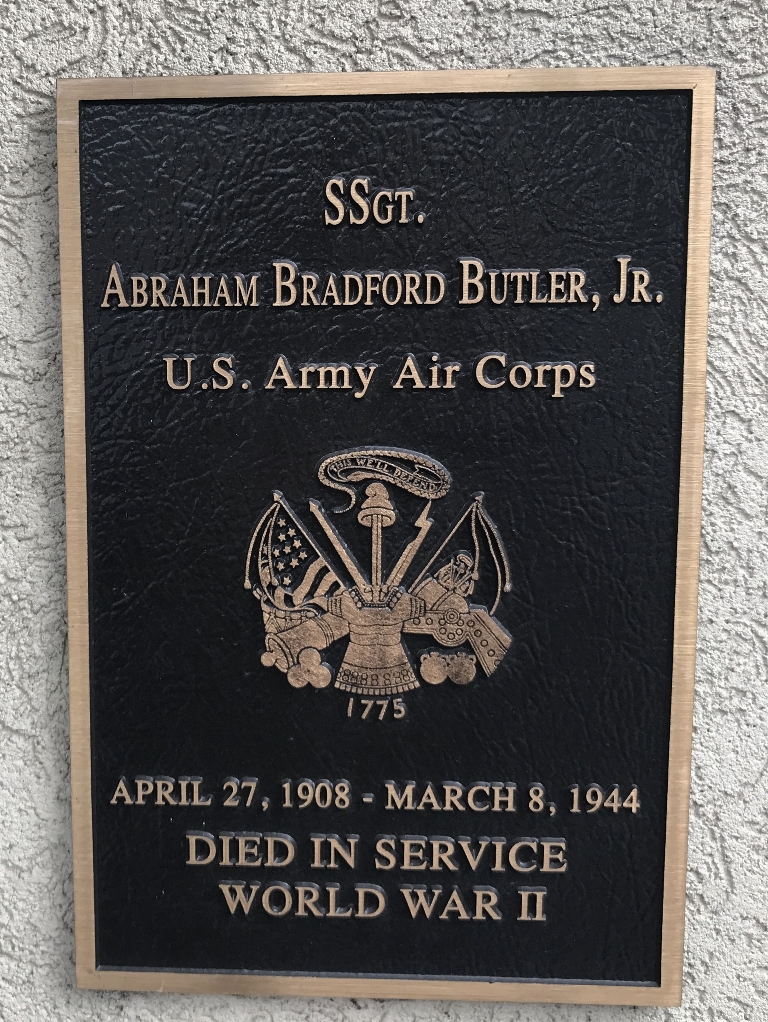 SSGT.
ABRAHAM BRADFORD BUTLER, JR.
U.S. Army Air Corps
THIS WE'LL DEFEND
1775
APRIL 27, 1908 - MARCH 8, 1944
DIED IN SERVICE
WORLD WAR II